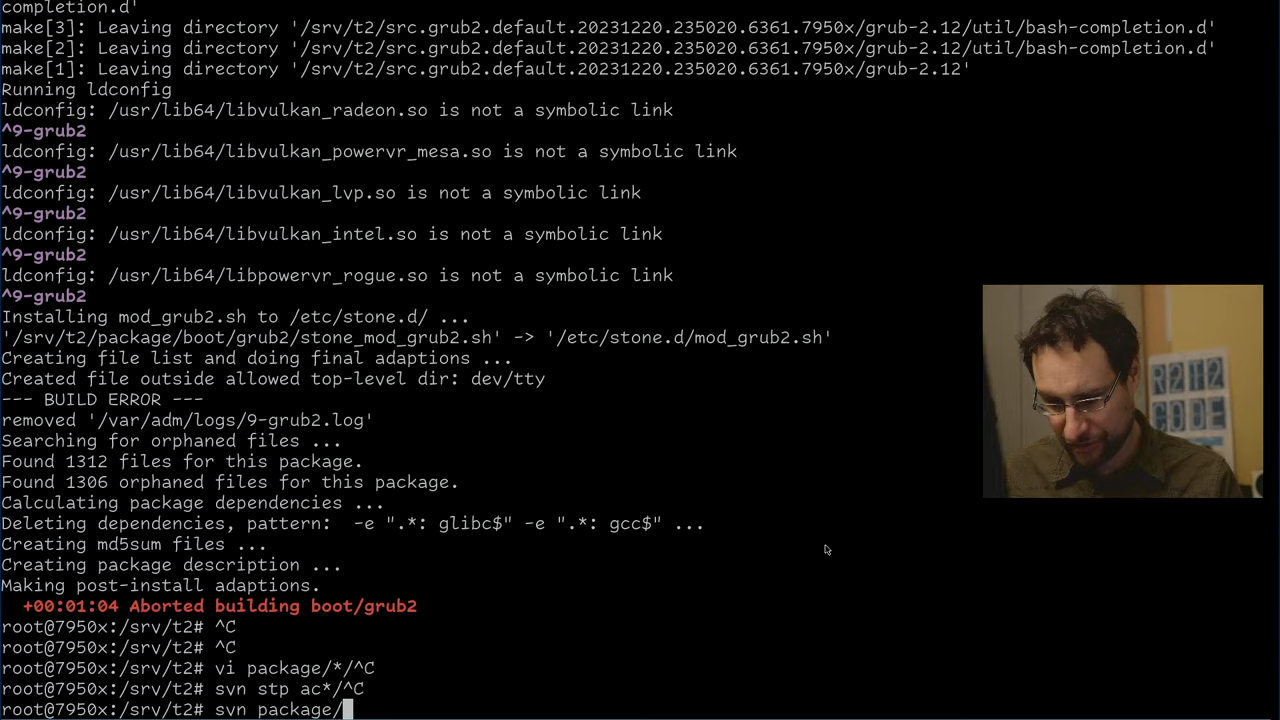 completion.d'
make[3]: Leaving directory '/srv/t2/src.grub2.default.20231220.235020.6361.7950x/grub-2.12/util/bash-completion.d'
make[2]: Leaving directory '/srv/t2/src.grub2.default.20231220.235020.6361.7950x/grub-2.12/util/bash-completion.d'
make[1]: Leaving directory '/srv/t2/src.grub2.default.20231220.235020.6361.7950x/grub-2.12'
Running ldconfig
ldconfig: /usr/lib64/libvulkan_radeon.so is not a symbolic link
^9-grub2
ldconfig: /usr/lib64/libvulkan_powervr_mesa.so is not a symbolic link
^9-grub2
ldconfig: /usr/lib64/libvulkan_lvp.so is not a symbolic link
^9-grub2
ldconfig: /usr/lib64/libvulkan_intel.so is not a symbolic link
^9-grub2
ldconfig: /usr/lib64/libpowervr_rogue.so is not a symbolic link
^9-grub2
Installing mod_grub2.sh to /etc/stone.d/ ...
'/srv/t2/package/boot/grub2/stone_mod_grub2.sh' -> '/etc/stone.d/mod_grub2.sh'
Creating file list and doing final adaptions ...
Created file outside allowed top-level dir: dev/tty
--- BUILD ERROR ---
removed '/var/adm/logs/9-grub2.log'
Searching for orphaned files ...
Found 1312 files for this package.
Found 1306 orphaned files for this package.
Calculating package dependencies ...
Deleting dependencies, pattern:  -e ".*: glibc$" -e ".*: gcc$" ...
Creating md5sum files ...
Creating package description ...
Making post-install adaptions.
+00:01:04 Aborted building boot/grub2
root@7950x:/srv/t2# ^C
root@7950x:/srv/t2# ^C
root@7950x:/srv/t2# vi package/*/^C
root@7950x:/srv/t2# svn stp ac*/^C
root@7950x:/srv/t2# svn package/